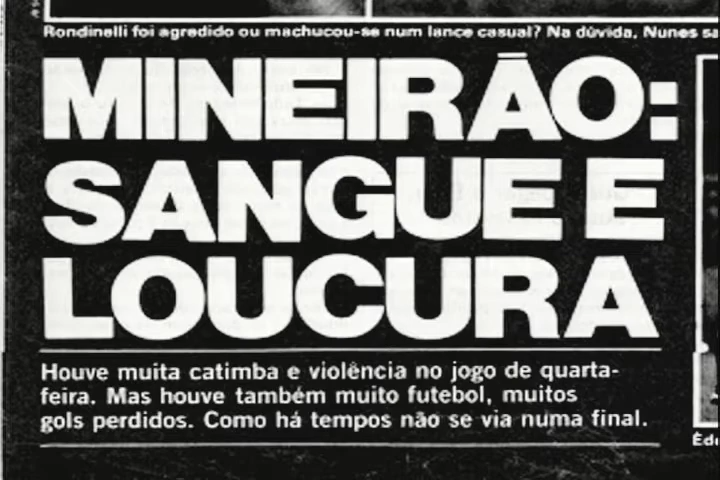 Rondinelli foi agredido ou machucou-se num lance casual? Na dúvida, Nunes
MINEIRÃO:
SANGUE E
LOUCURA
Houve muita catimba e violência no jogo de quarta-
feira. Mas houve também muito futebol, muitos
gols perdidos. Como há tempos não se via numa final.